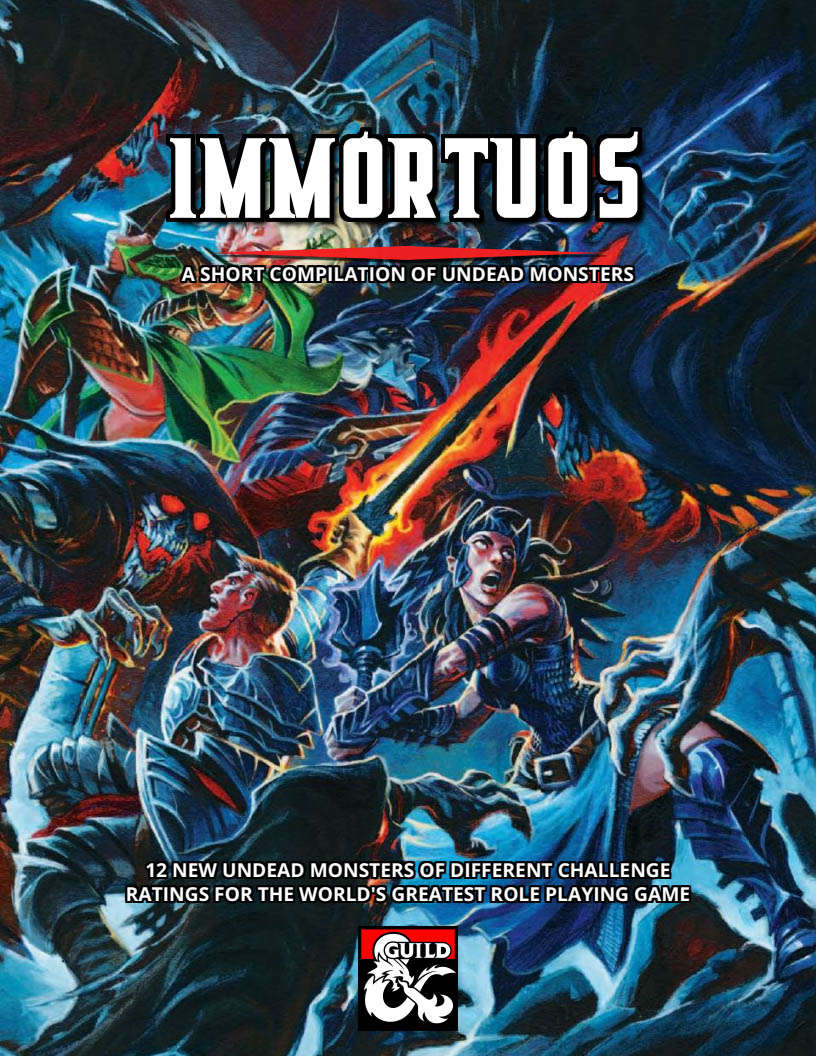 IMMORTUOS
A SHORT COMPILATION OF UNDEAD MONSTERS
12 NEW UNDEAD MONSTERS OF DIFFERENT CHALLENGE
RATINGS FOR THE WORLD'S GREATEST ROLE PLAYING GAME
GUILD